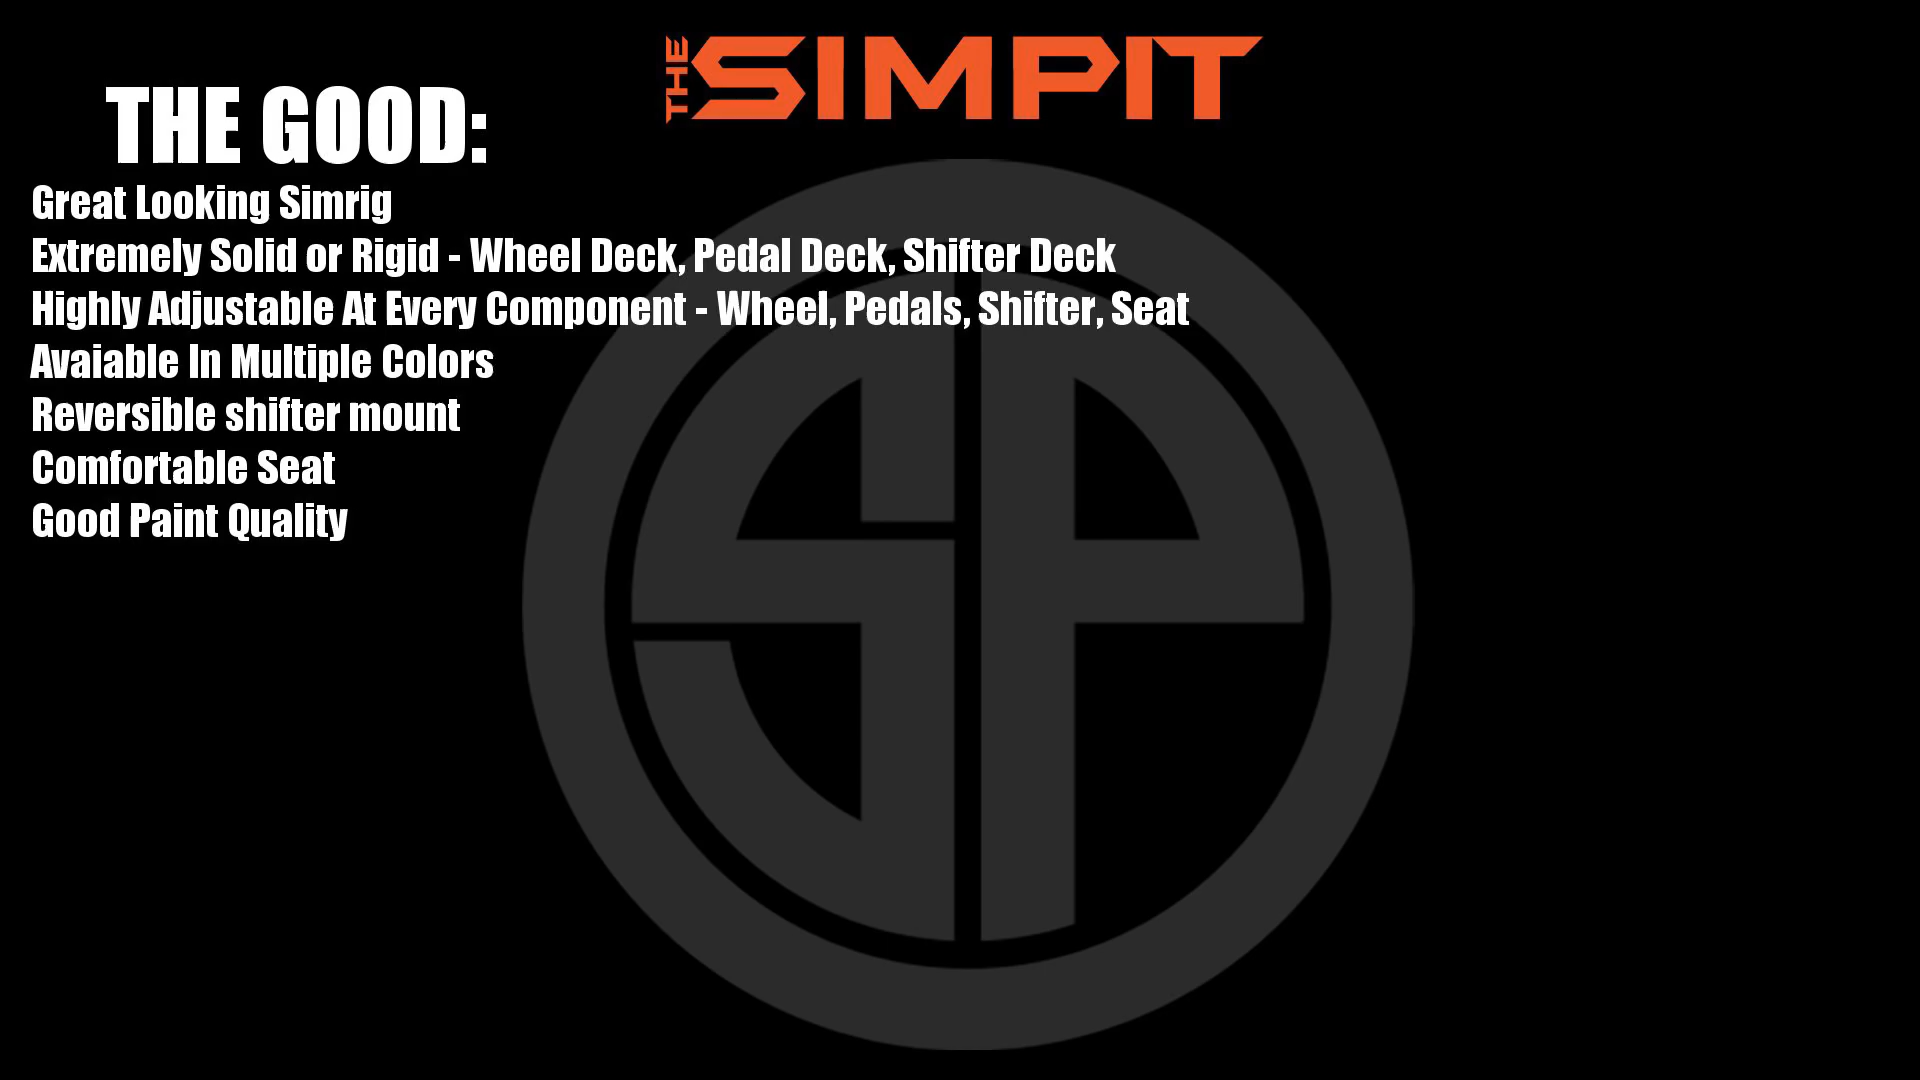 THE SIMPIT
THE GOOD:
Great Looking Simrig
Extremely Solid or Rigid - Wheel Deck, Pedal Deck, Shifter Deck
Highly Adjustable At Every Component - Wheel, Pedals, Shifter, Seat
Avaiable In Multiple Colors
Reversible shifter mount
Comfortable Seat
Good Paint Quality
SP